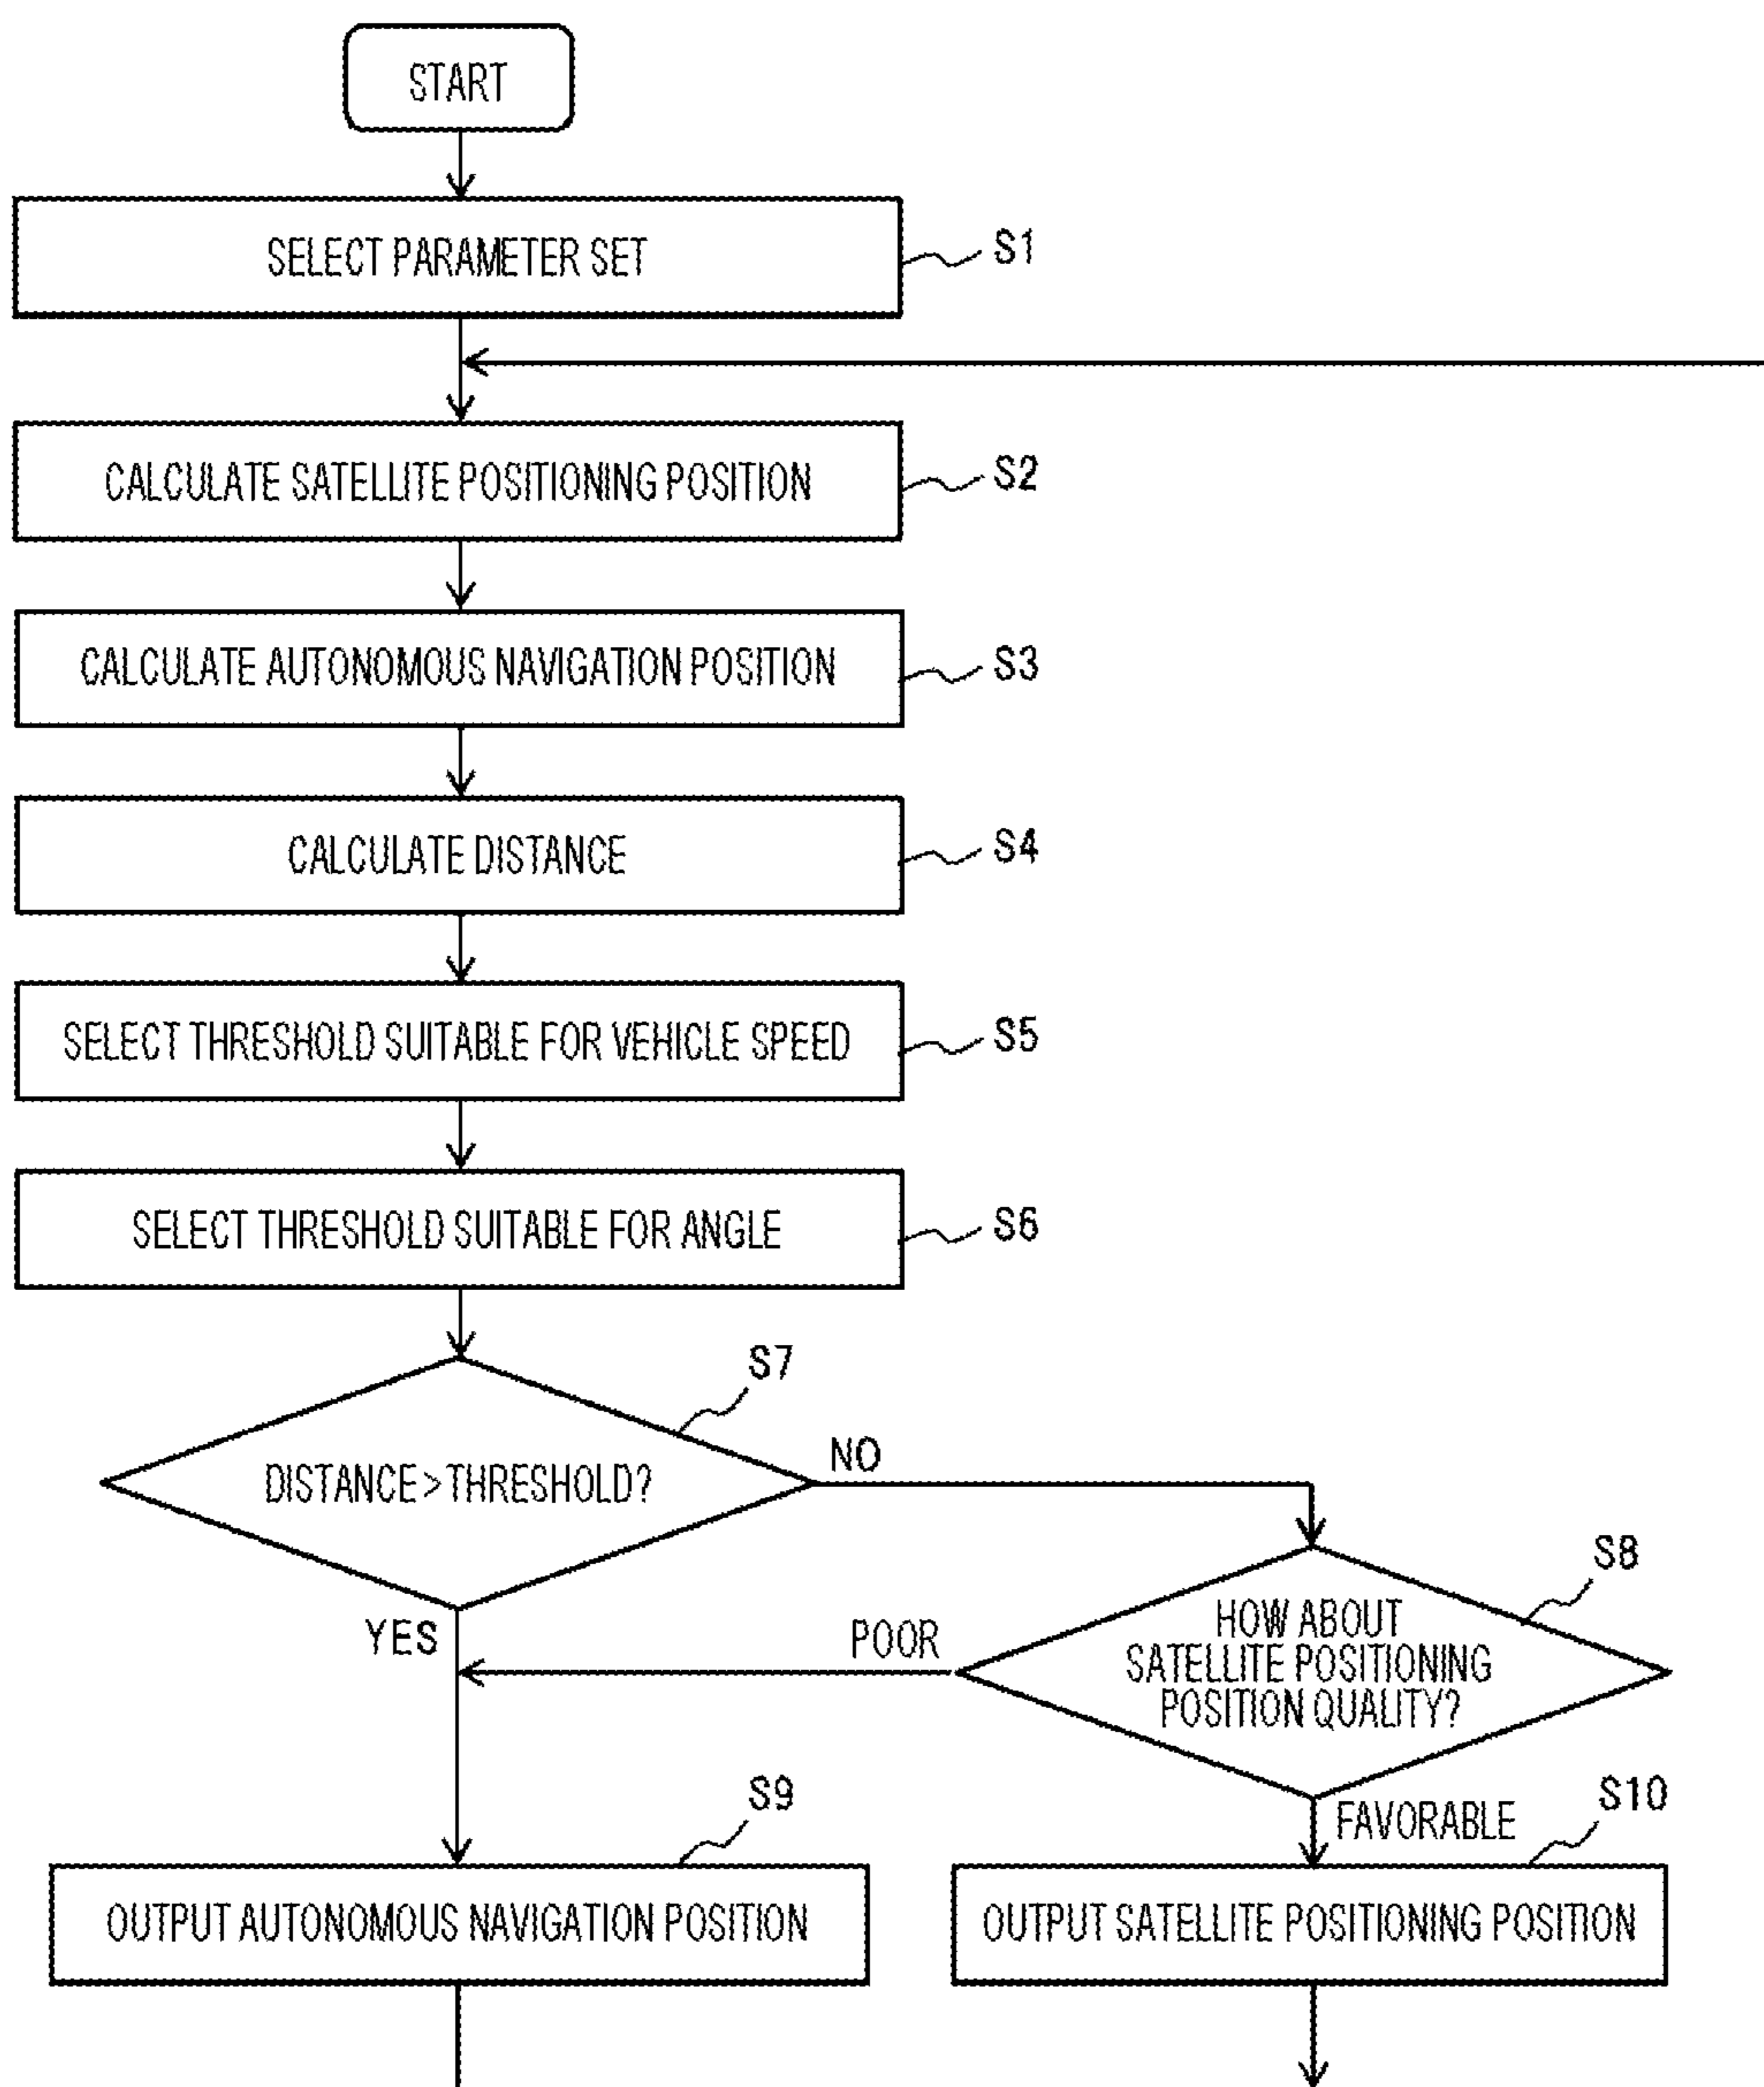 START
SELECT PARAMETER SET
S1
CALCULATE SATELLITE POSITIONING POSITION
S2
CALCULATE AUTONOMOUS NAVIGATION POSITION
S3
CALCULATE DISTANCE
S4
SELECT THRESHOLD SUITABLE FOR VEHICLE SPEED
S5
SELECT THRESHOLD SUITABLE FOR ANGLE
S6
S7
DISTANCE>THRESHOLD?
NO
S8
HOW ABOUT
SATELLITE POSITIONING
POSITION QUALITY?
YES
POOR
S9
FAVORABLE
S10
OUTPUT AUTONOMOUS NAVIGATION POSITION
OUTPUT SATELLITE POSITIONING POSITION